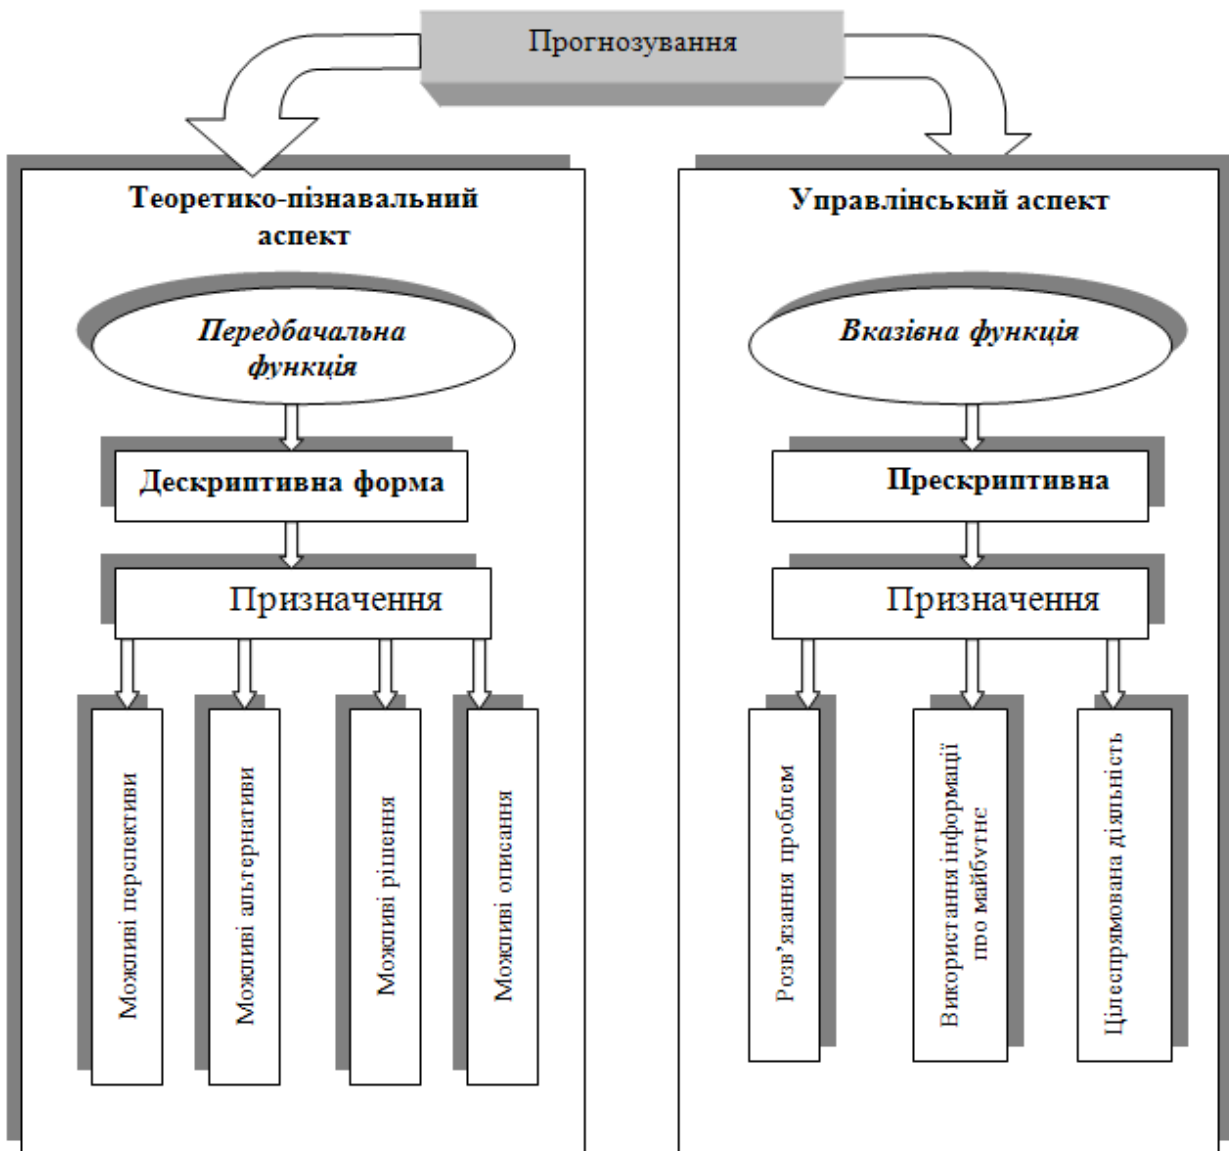 Прогнозування
Теоретико-пізнавальний
аспект
Передбачальна
функція
Дескриптивна форма
Призначення
Можливі перспективи
Можливі альтернативи
Можливі рішення
Можливі описання
Управлінський аспект
Вказівна функція
Прескриптивна
Призначення
Розв’язання проблем
Використання інформації
про майбутнє
Цілеспрямована діяльність